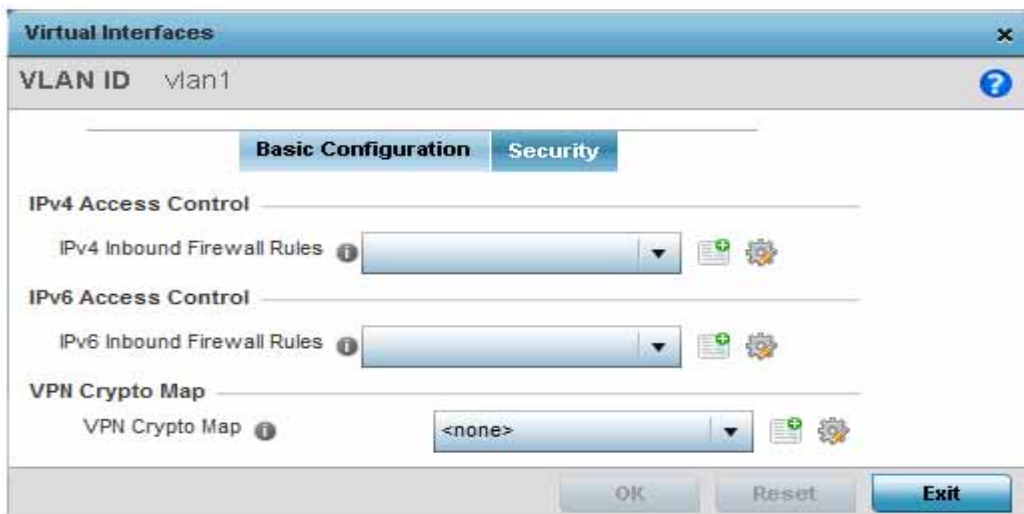 Virtual Interfaces
VLAN ID vlan1
Basic Configuration Security
IPv4 Access Control
IPv4 Inbound Firewall Rules
IPv6 Access Control
IPv6 Inbound Firewall Rules
VPN Crypto Map
VPN Crypto Map <none>
OK Reset Exit